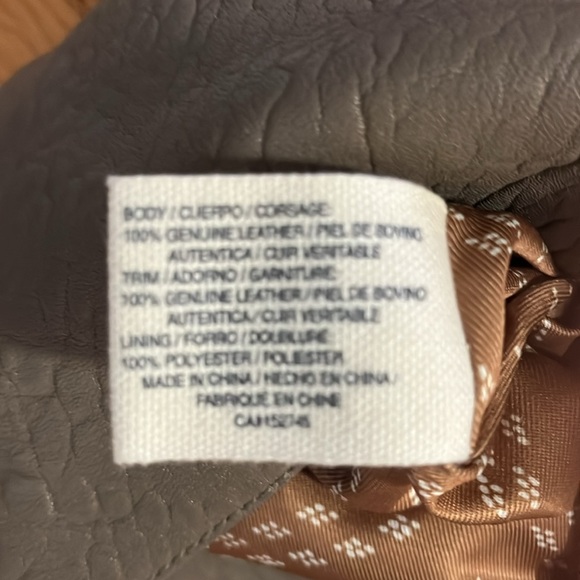 BODY / CUERPO / CORSAGE:
100% GENUINE LEATHER / PIEL DE BOVINO
AUTENTICA / CUIR VERITABLE
TRIM / ADORNO / GARNITURE:
100% GENUINE LEATHER / PIEL DE BOVINO
AUTENTICA / CUIR VERITABLE
LINING / FORRO / DOUBLURE:
100% POLYESTER / POLIESTER
MADE IN CHINA / HECHO EN CHINA /
FABRIQUE EN CHINE
CA#152745